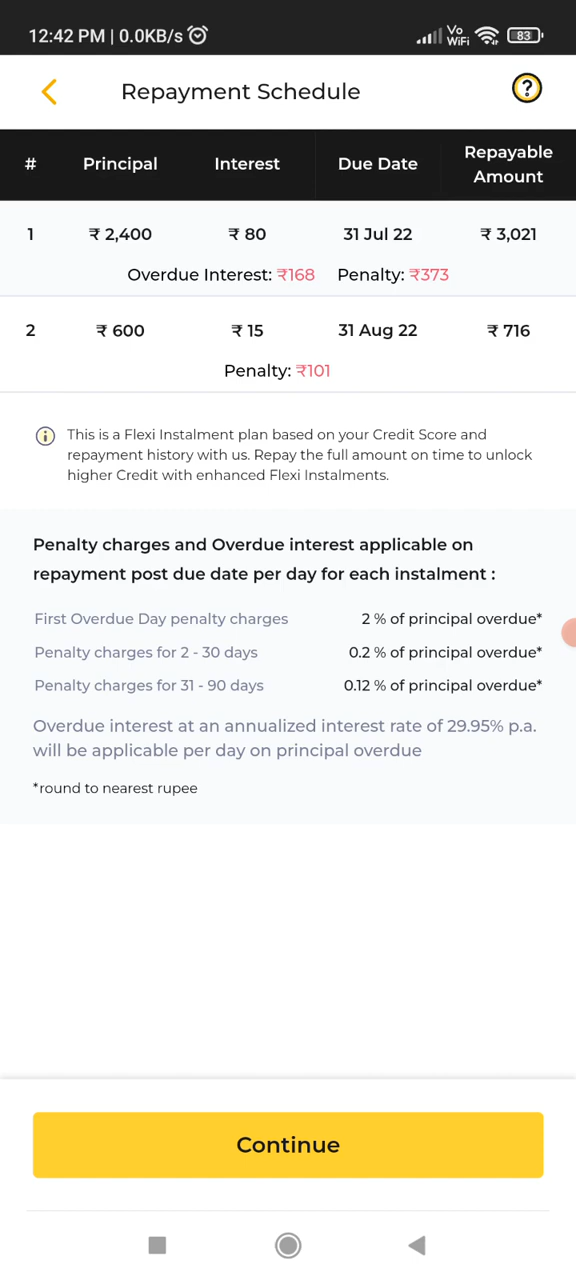 12:42 PM | 0.0KB/s
Vo
WiFi
83
Repayment Schedule
?
# Principal Interest Due Date Repayable Amount
1 ₹ 2,400 ₹ 80 31 Jul 22 ₹ 3,021
Overdue Interest: ₹168 Penalty: ₹373
2 ₹ 600 ₹ 15 31 Aug 22 ₹ 716
Penalty: ₹101
This is a Flexi Instalment plan based on your Credit Score and
repayment history with us. Repay the full amount on time to unlock
higher Credit with enhanced Flexi Instalments.
Penalty charges and Overdue interest applicable on
repayment post due date per day for each instalment :
First Overdue Day penalty charges 2 % of principal overdue*
Penalty charges for 2 - 30 days 0.2 % of principal overdue*
Penalty charges for 31 - 90 days 0.12 % of principal overdue*
Overdue interest at an annualized interest rate of 29.95% p.a.
will be applicable per day on principal overdue
*round to nearest rupee
Continue